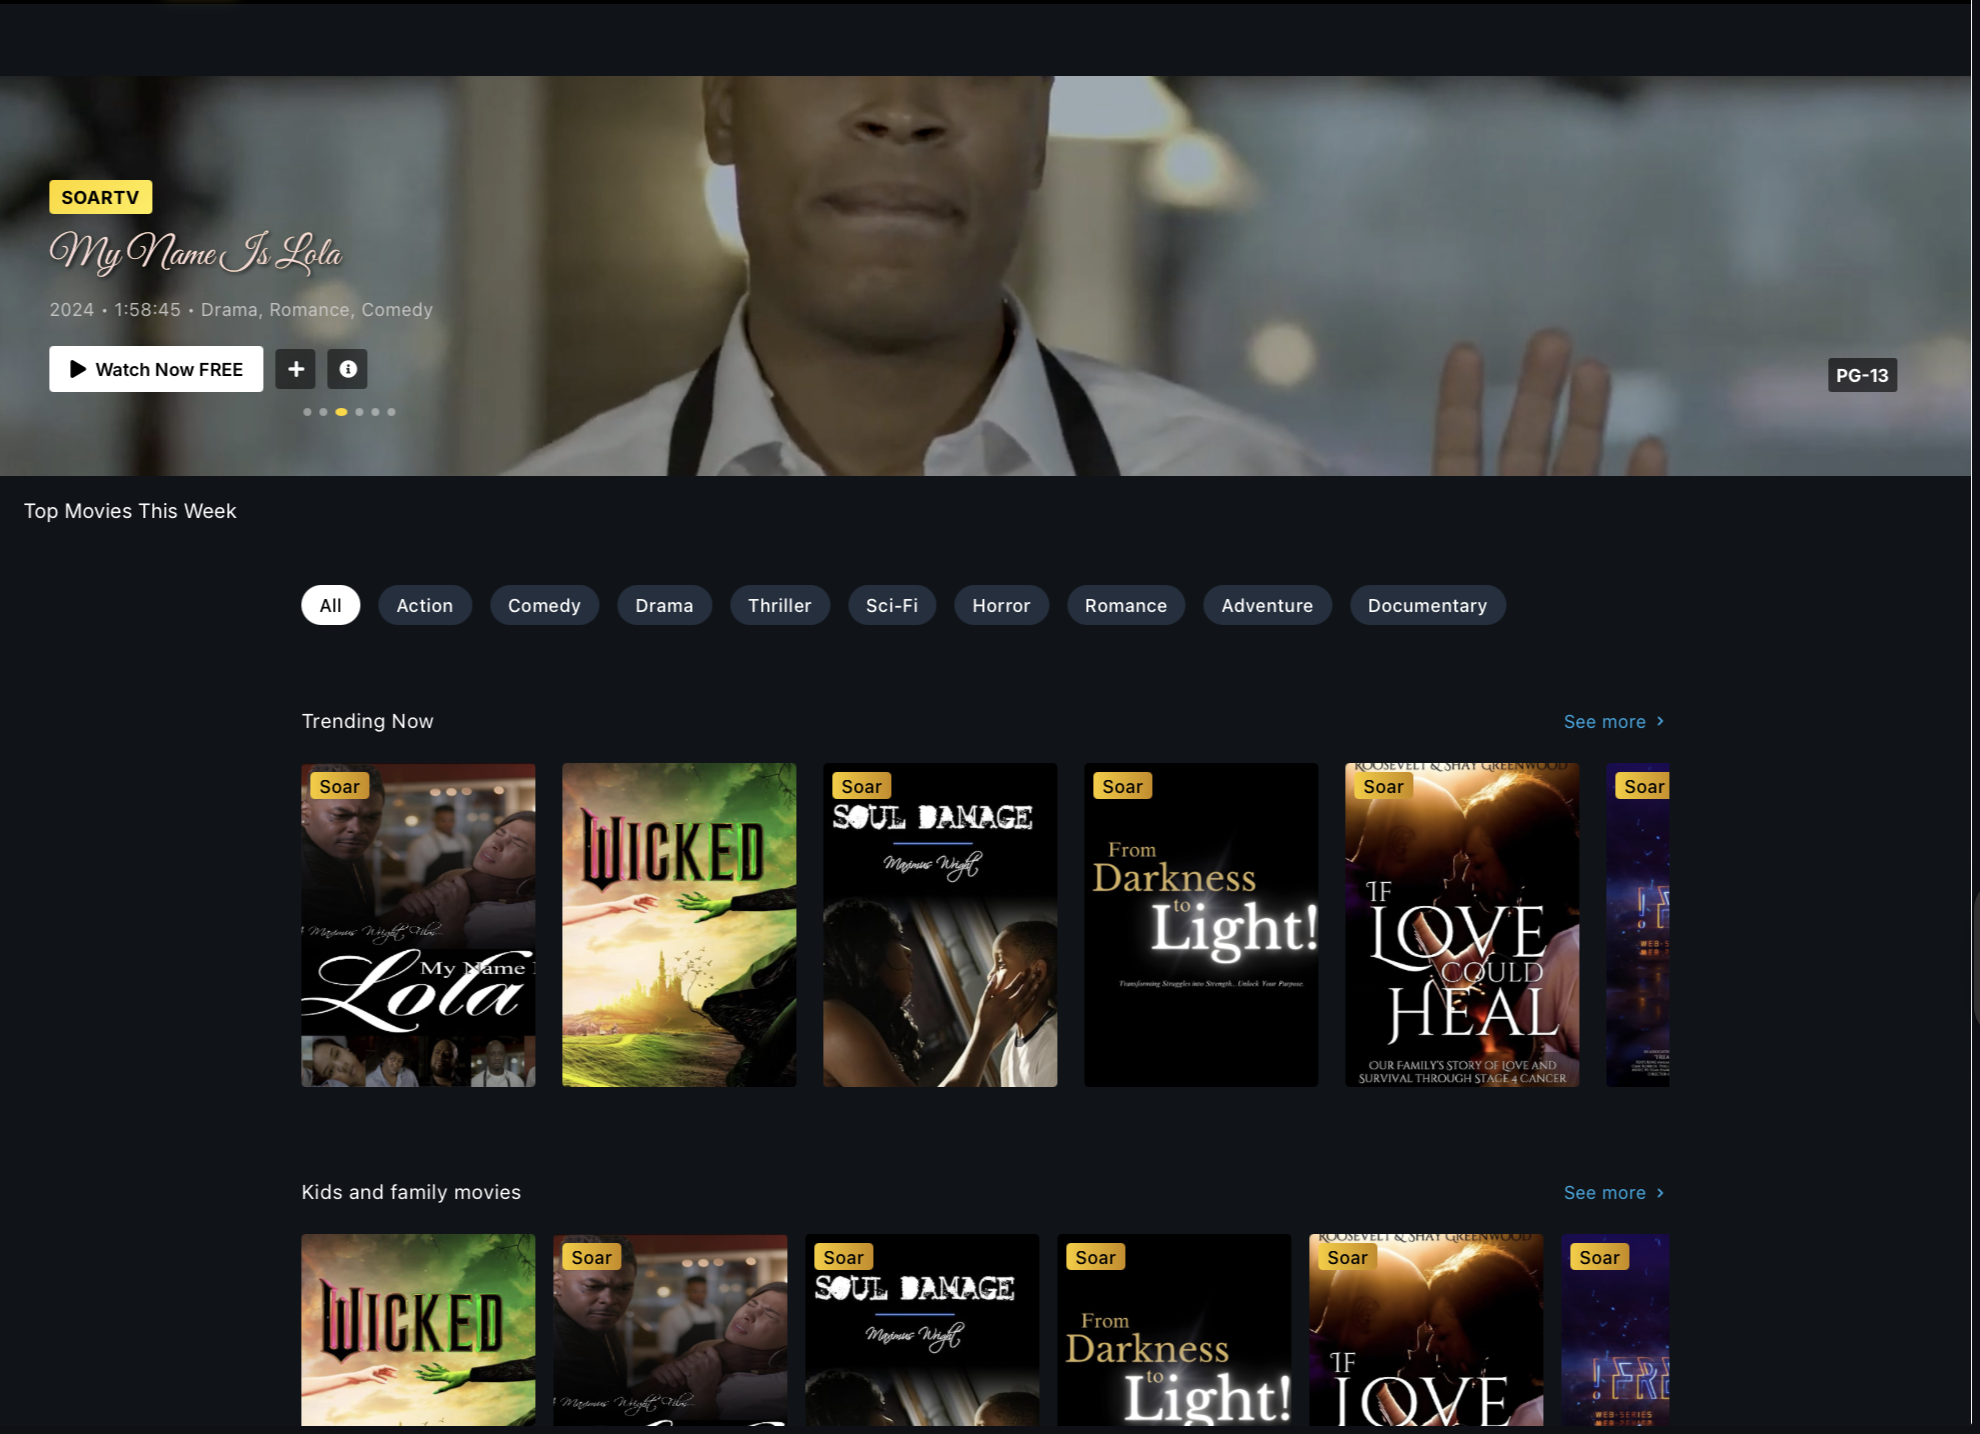 SOARTV
My Name Is Lola
2024 • 1:58:45 • Drama, Romance, Comedy
Watch Now FREE
PG-13
Top Movies This Week
All Action Comedy Drama Thriller Sci-Fi Horror Romance Adventure Documentary
Trending Now
See more
Soar
A Maximus Wright Film
My Name
Lola
WICKED
Soar
SOUL DAMAGE
Maximus Wright
Soar
From
Darkness
to
Light!
Transforming Struggles into Strength... Unlock Your Purpose.
ROOSEVELT & SHAY GREENWOOD
Soar
IF
LOVE
COULD
HEAL
OUR FAMILY'S STORY OF LOVE AND
SURVIVAL THROUGH STAGE 4 CANCER
Soar
WEB-S
Kids and family movies
See more
WICKED
Soar
A Maximus Wright Film
Soar
SOUL DAMAGE
Maximus Wright
Soar
From
Darkness
to
Light!
ROOSEVELT & SHAY GREENWOOD
Soar
IF
LOVE
Soar
FRE
WEB-SERIES